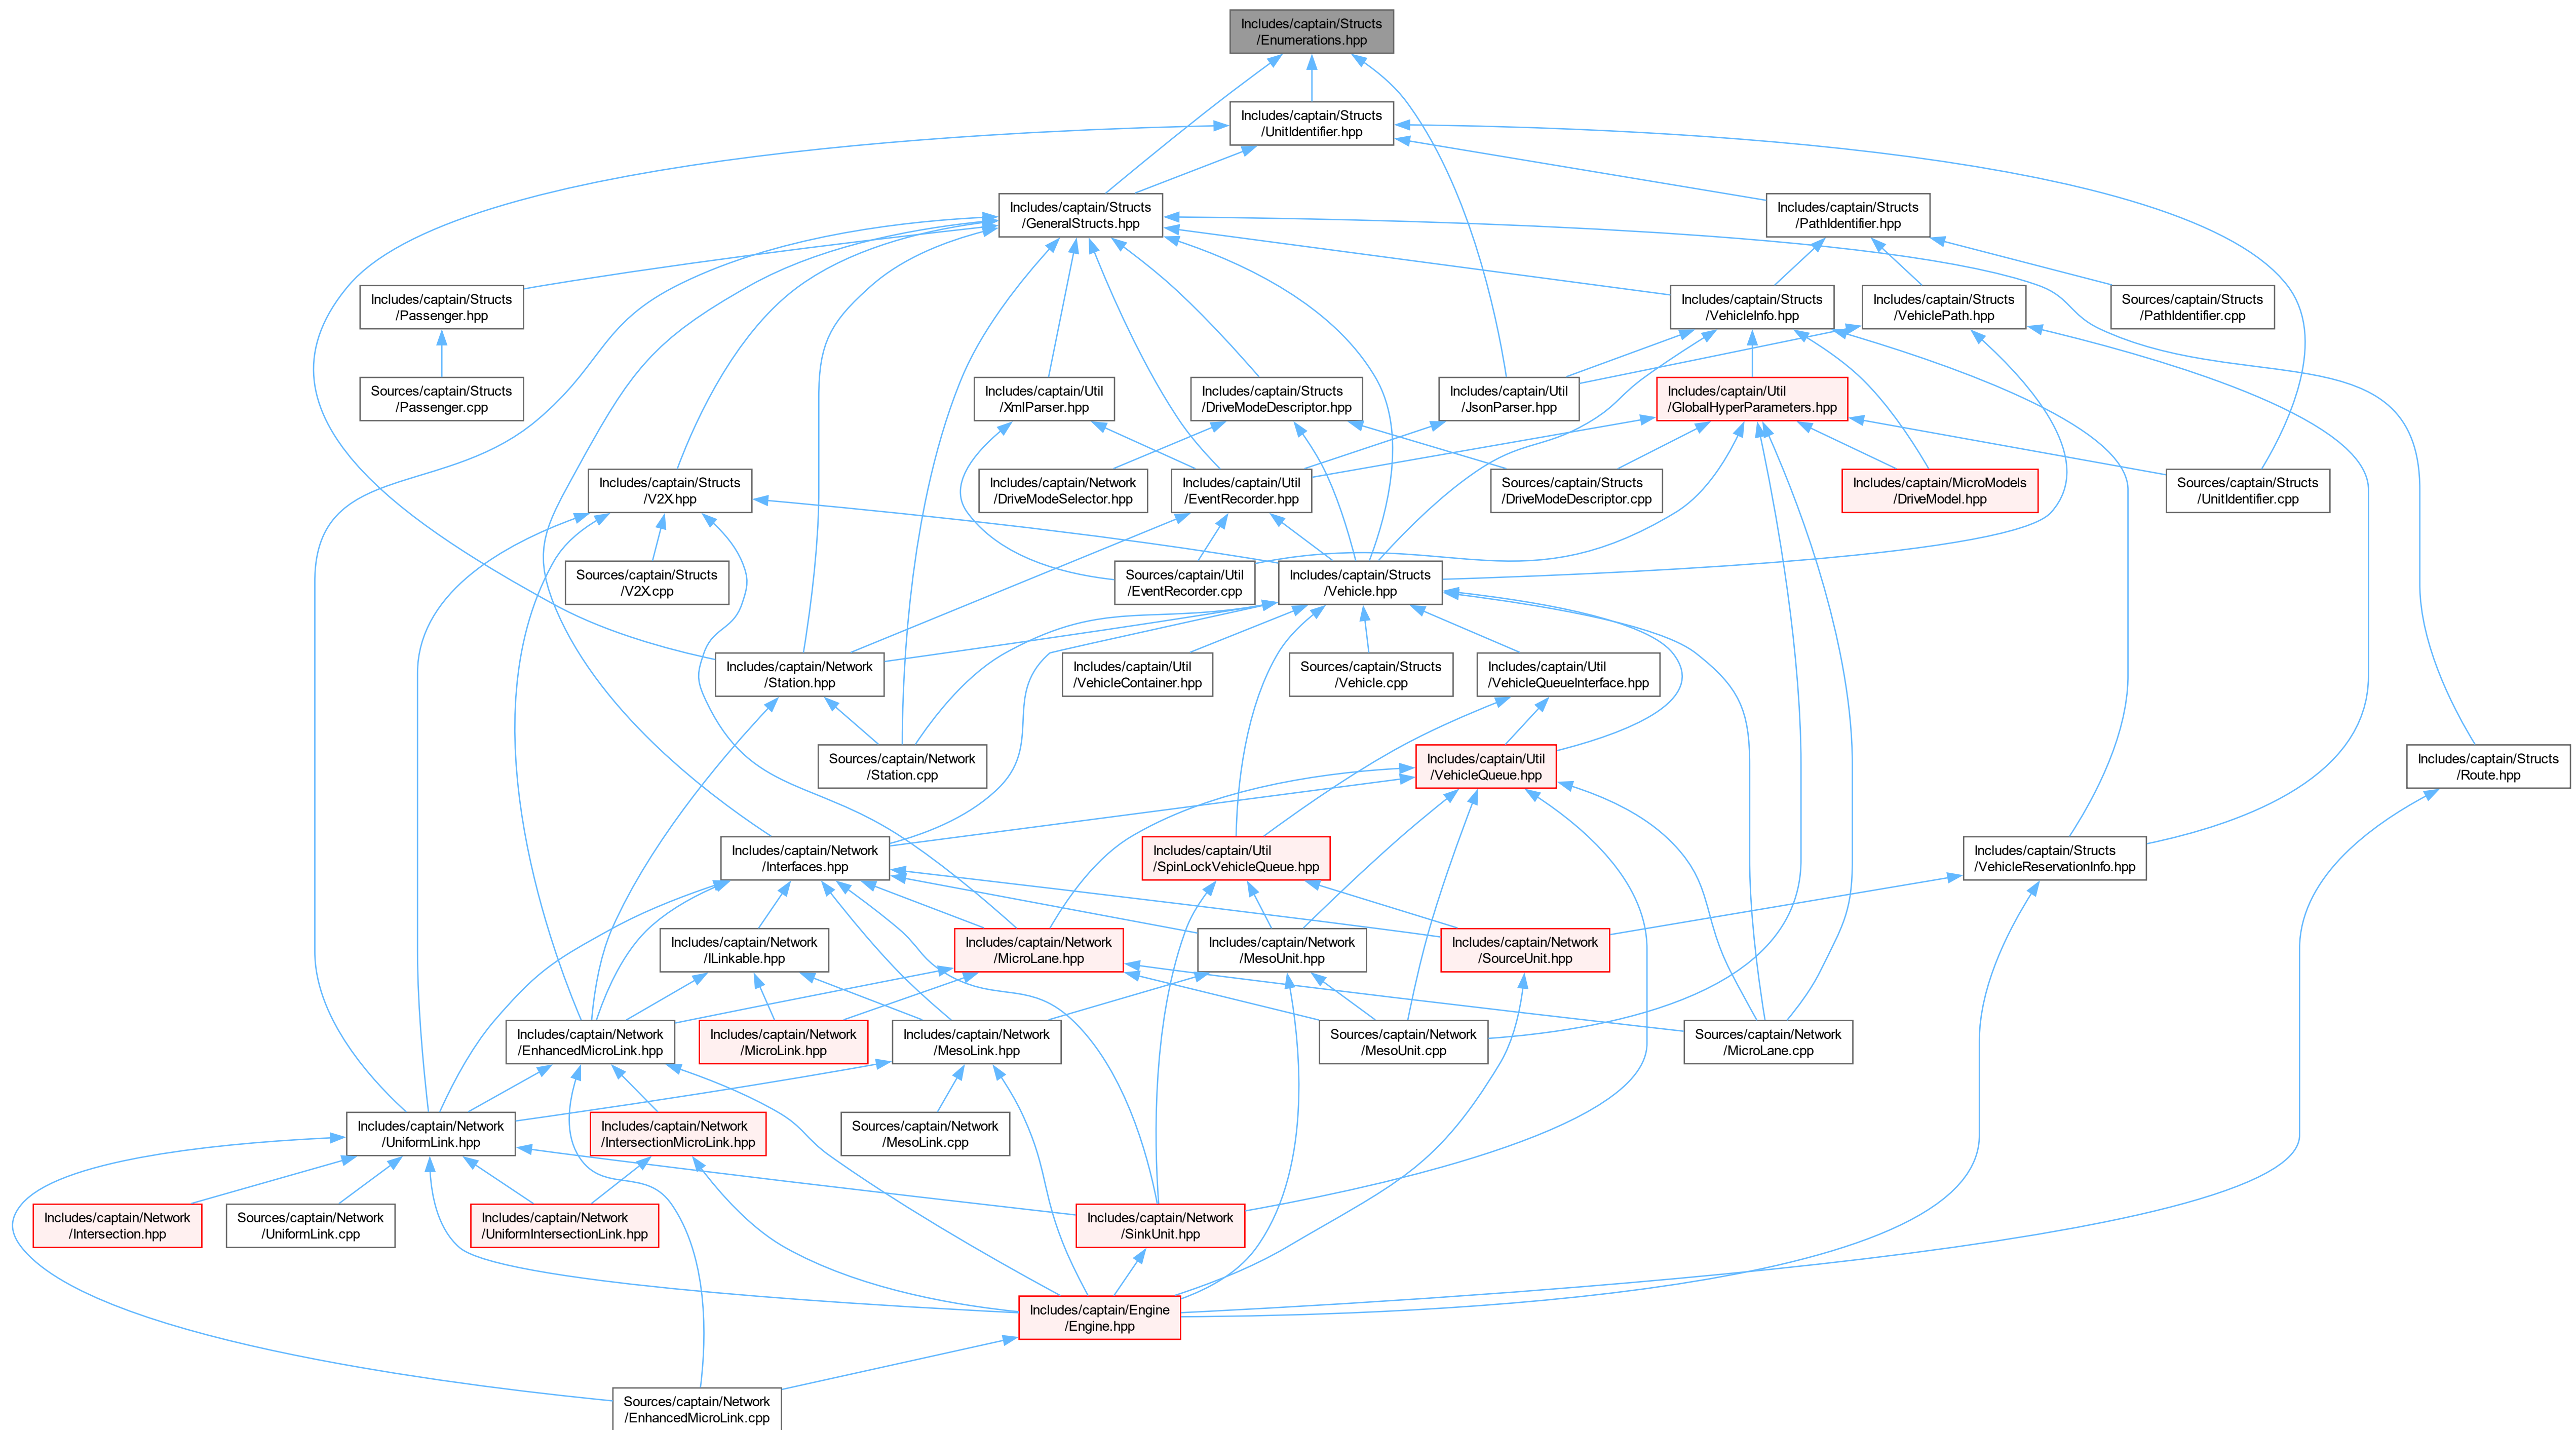 Includes/captain/Structs
/Enumerations.hpp
Includes/captain/Structs
/UnitIdentifier.hpp
Includes/captain/Structs
/GeneralStructs.hpp
Includes/captain/Structs
/PathIdentifier.hpp
Includes/captain/Structs
/Passenger.hpp
Includes/captain/Structs
/VehicleInfo.hpp
Includes/captain/Structs
/VehiclePath.hpp
Sources/captain/Structs
/PathIdentifier.cpp
Sources/captain/Structs
/Passenger.cpp
Includes/captain/Util
/XmlParser.hpp
Includes/captain/Structs
/DriveModeDescriptor.hpp
Includes/captain/Util
/JsonParser.hpp
Includes/captain/Util
/GlobalHyperParameters.hpp
Includes/captain/Structs
/V2X.hpp
Includes/captain/Network
/DriveModeSelector.hpp
Includes/captain/Util
/EventRecorder.hpp
Sources/captain/Structs
/DriveModeDescriptor.cpp
Includes/captain/MicroModels
/DriveModel.hpp
Sources/captain/Structs
/UnitIdentifier.cpp
Sources/captain/Structs
/V2X.cpp
Sources/captain/Util
/EventRecorder.cpp
Includes/captain/Structs
/Vehicle.hpp
Includes/captain/Network
/Station.hpp
Includes/captain/Util
/VehicleContainer.hpp
Sources/captain/Structs
/Vehicle.cpp
Includes/captain/Util
/VehicleQueueInterface.hpp
Sources/captain/Network
/Station.cpp
Includes/captain/Util
/VehicleQueue.hpp
Includes/captain/Structs
/Route.hpp
Includes/captain/Network
/Interfaces.hpp
Includes/captain/Util
/SpinLockVehicleQueue.hpp
Includes/captain/Structs
/VehicleReservationInfo.hpp
Includes/captain/Network
/ILinkable.hpp
Includes/captain/Network
/MicroLane.hpp
Includes/captain/Network
/MesoUnit.hpp
Includes/captain/Network
/SourceUnit.hpp
Includes/captain/Network
/EnhancedMicroLink.hpp
Includes/captain/Network
/MicroLink.hpp
Includes/captain/Network
/MesoLink.hpp
Sources/captain/Network
/MesoUnit.cpp
Sources/captain/Network
/MicroLane.cpp
Includes/captain/Network
/UniformLink.hpp
Includes/captain/Network
/IntersectionMicroLink.hpp
Sources/captain/Network
/MesoLink.cpp
Includes/captain/Network
/Intersection.hpp
Sources/captain/Network
/UniformLink.cpp
Includes/captain/Network
/UniformIntersectionLink.hpp
Includes/captain/Network
/SinkUnit.hpp
Includes/captain/Engine
/Engine.hpp
Sources/captain/Network
/EnhancedMicroLink.cpp